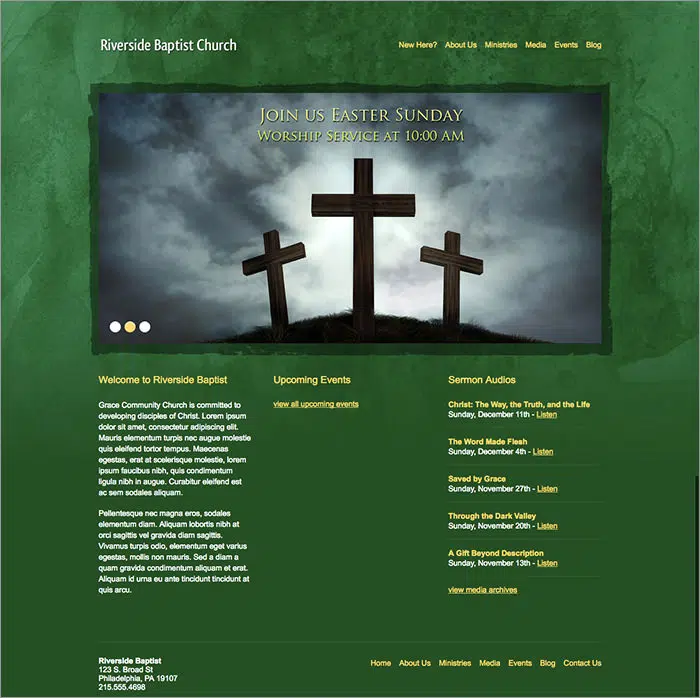 Riverside Baptist Church
New Here? About Us Ministries Media Events Blog
Join us Easter Sunday
Worship Service at 10:00 AM
Welcome to Riverside Baptist
Grace Community Church is committed to
developing disciples of Christ. Lorem ipsum
dolor sit amet, consectetur adipiscing elit.
Mauris elementum turpis nec augue molestie
quis eleifend tortor tempus. Maecenas
egestas, erat at scelerisque molestie, lorem
ipsum faucibus nibh, quis condimentum
ligula nibh in augue. Curabitur eleifend est
ac sem sodales aliquam.
Pellentesque nec magna eros, sodales
elementum diam. Aliquam lobortis nibh at
orci sagittis vel gravida diam sagittis.
Vivamus turpis odio, elementum eget varius
egestas, mollis non mauris. Sed a diam a
quam gravida condimentum aliquam et erat.
Aliquam id urna eu ante tincidunt tincidunt at
quis arcu.
Upcoming Events
view all upcoming events
Sermon Audios
Christ: The Way, the Truth, and the Life
Sunday, December 11th - Listen
The Word Made Flesh
Sunday, December 4th - Listen
Saved by Grace
Sunday, November 27th - Listen
Through the Dark Valley
Sunday, November 20th - Listen
A Gift Beyond Description
Sunday, November 13th - Listen
view media archives
Riverside Baptist
123 S. Broad St
Philadelphia, PA 19107
215.555.4698
Home About Us Ministries Media Events Blog Contact Us